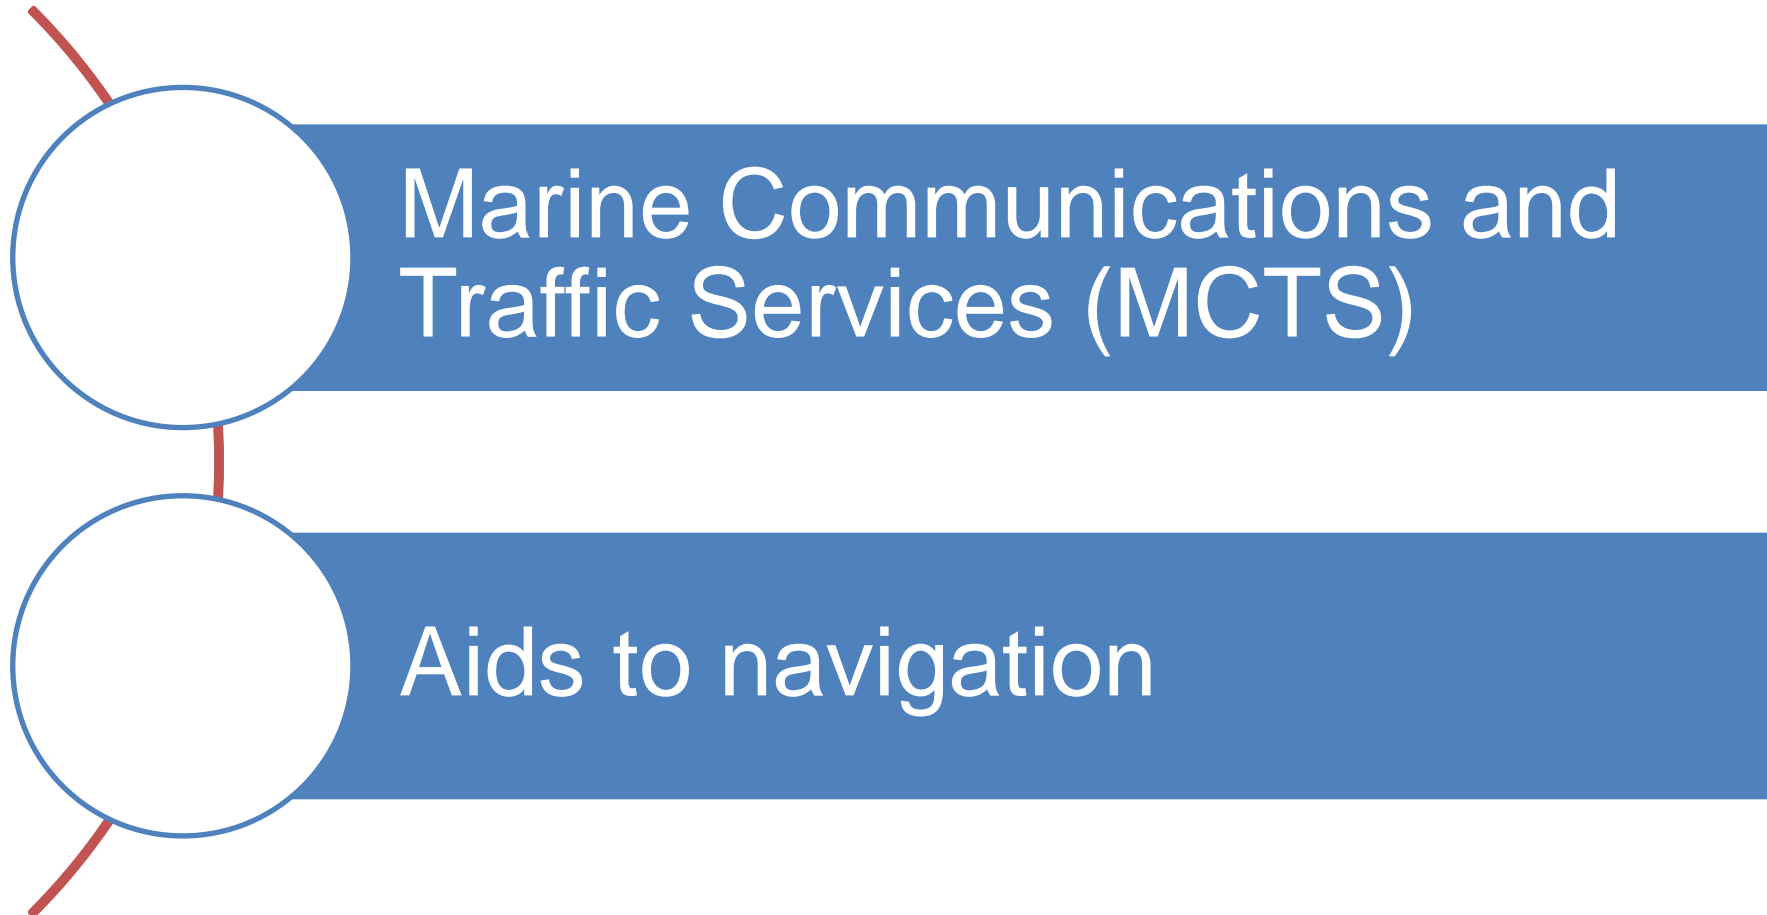 Marine Communications and
Traffic Services (MCTS)
Aids to navigation